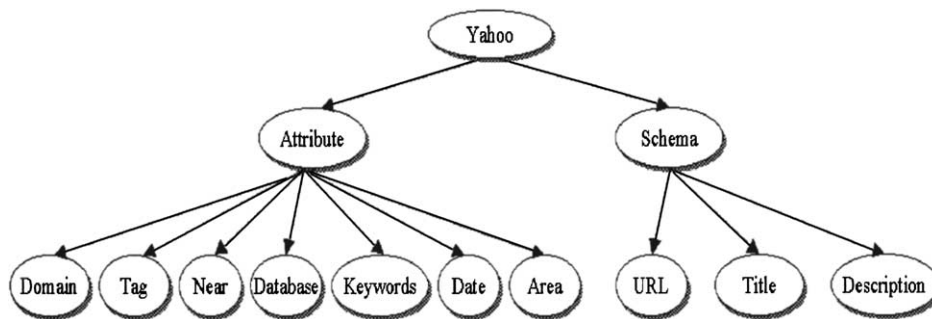 Yahoo
Attribute
Schema
Domain
Tag
Near
Database
Keywords
Date
Area
URL
Title
Description